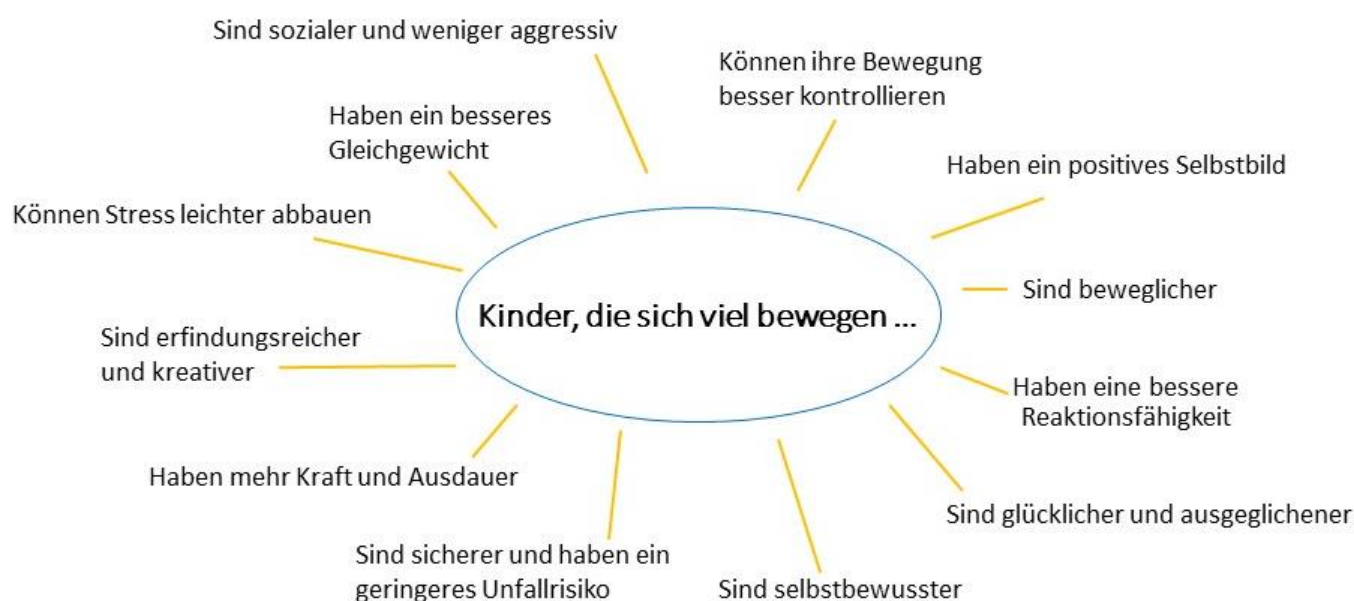 Sind sozialer und weniger aggressiv
Können ihre Bewegung
besser kontrollieren
Haben ein besseres
Gleichgewicht
Haben ein positives Selbstbild
Können Stress leichter abbauen
Sind beweglicher
Kinder, die sich viel bewegen ...
Sind erfindungsreicher
und kreativer
Haben eine bessere
Reaktionsfähigkeit
Haben mehr Kraft und Ausdauer
Sind glücklicher und ausgeglichener
Sind sicherer und haben ein
geringeres Unfallrisiko
Sind selbstbewusster